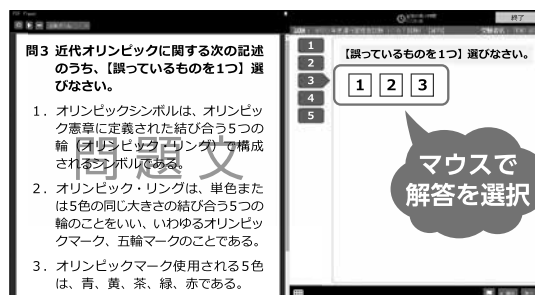 終了
問3 近代オリンピックに関する次の記述
のうち、【誤っているものを1つ】選
びなさい。
1. オリンピックシンボルは、オリンピッ
ク憲章に定義された結び合う5つの
輪（オリンピック・リング）で構成
されるシンボルである。
2. オリンピック・リングは、単色また
は5色の同じ大きさの結び合う5つの
輪のことをいい、いわゆるオリンピッ
クマーク、五輪マークのことである。
3. オリンピックマーク使用される5色
は、青、黄、茶、緑、赤である。
問題文
1
2
3
4
5
【誤っているものを1つ】選びなさい。
1 2 3
マウスで
解答を選択